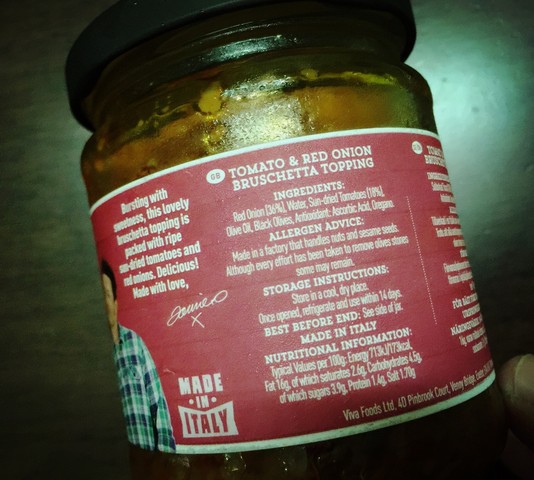 Bursting with
sweetness, this lovely
bruschetta topping is
packed with ripe
sun-dried tomatoes and
red onions. Delicious!
Made with love,
Jamie O
X
MADE
IN
ITALY
GB TOMATO & RED ONION
BRUSCHETTA TOPPING
INGREDIENTS:
Red Onion (36%), Water, Sun-dried Tomatoes (18%),
Olive Oil, Black Olives, Antioxidant: Ascorbic Acid, Oregano.
ALLERGEN ADVICE:
Made in a factory that handles nuts and sesame seeds.
Although every effort has been taken to remove olives stones
some may remain.
STORAGE INSTRUCTIONS:
Store in a cool, dry place.
Once opened, refrigerate and use within 14 days.
BEST BEFORE END: See side of jar.
MADE IN ITALY
NUTRITIONAL INFORMATION:
Typical Values per 100g: Energy 713kJ/173kcal,
Fat 16g, of which saturates 2.6g, Carbohydrates 4.5g,
of which sugars 3.9g, Protein 1.4g, Salt 1.70g
Viva Foods Ltd. 40 Pinbrook Court,